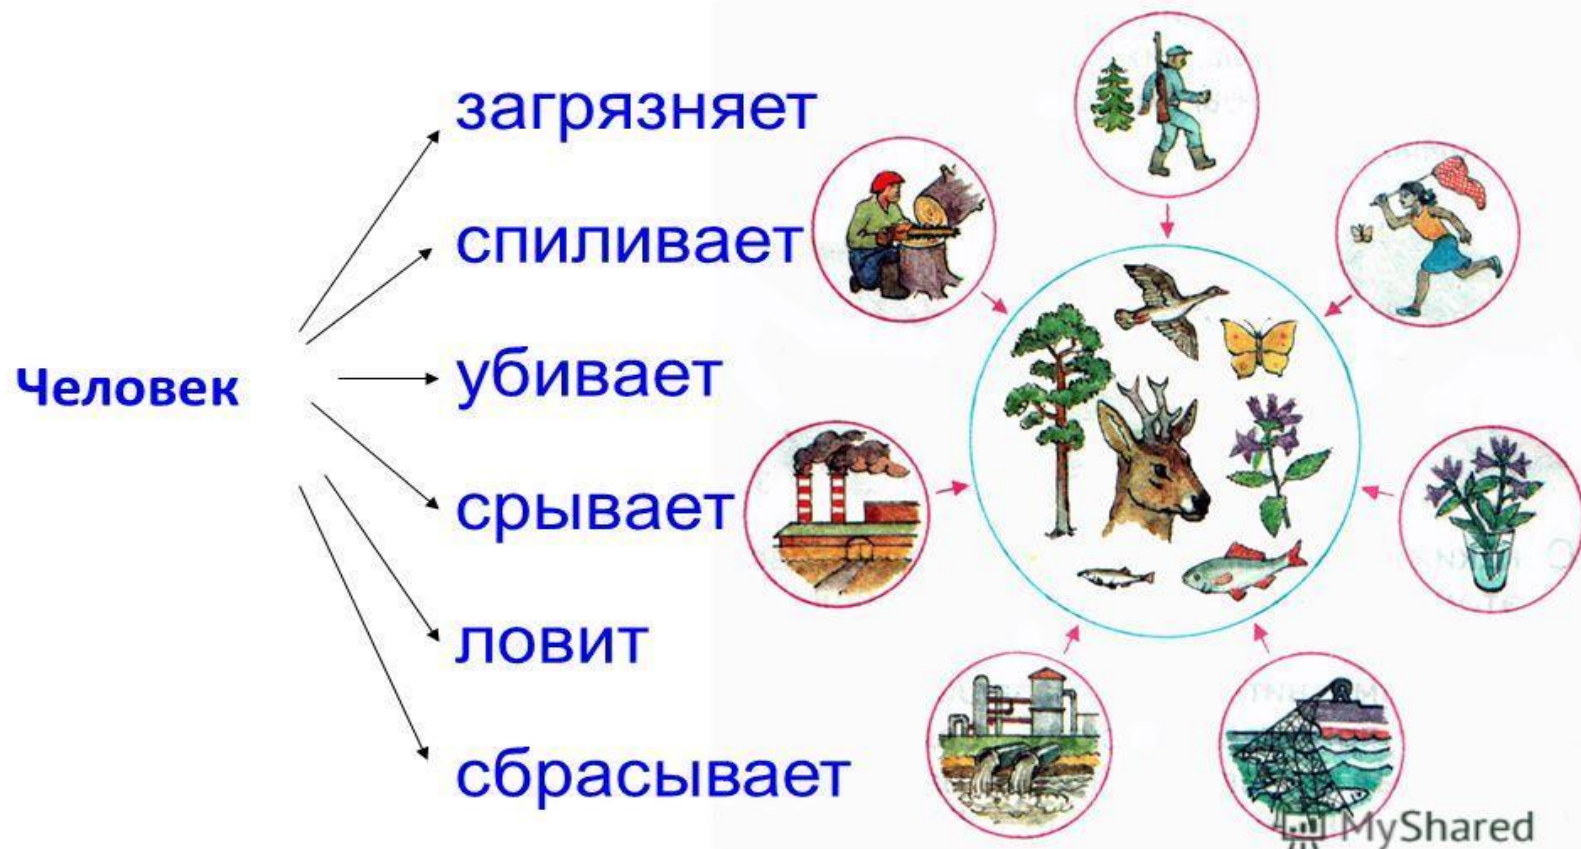 загрязняет
спиливает
убивает
Человек
срывает
ловит
сбрасывает
MyShared